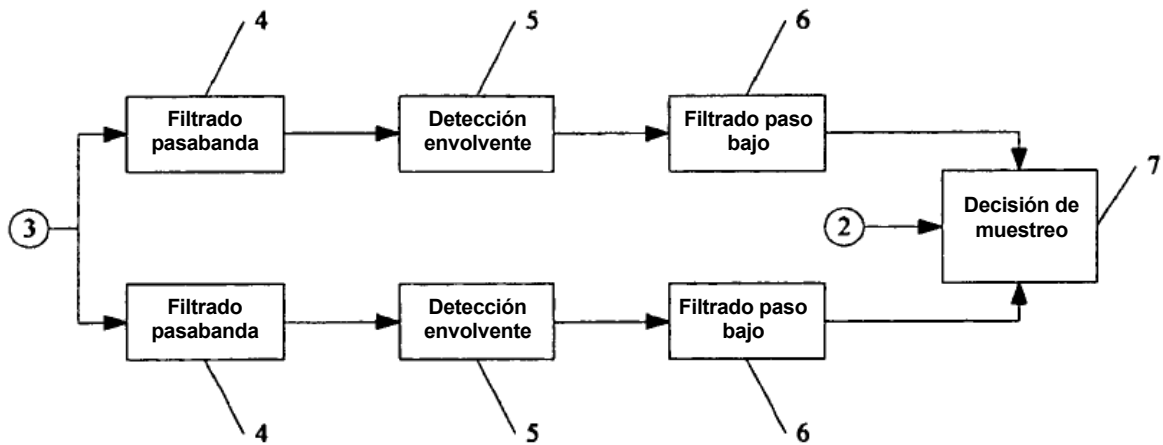 4
5
6
Filtrado
pasabanda
Detección
envolvente
Filtrado paso
bajo
7
3
2
Decisión de
muestreo
Filtrado
pasabanda
Detección
envolvente
Filtrado paso
bajo
4
5
6